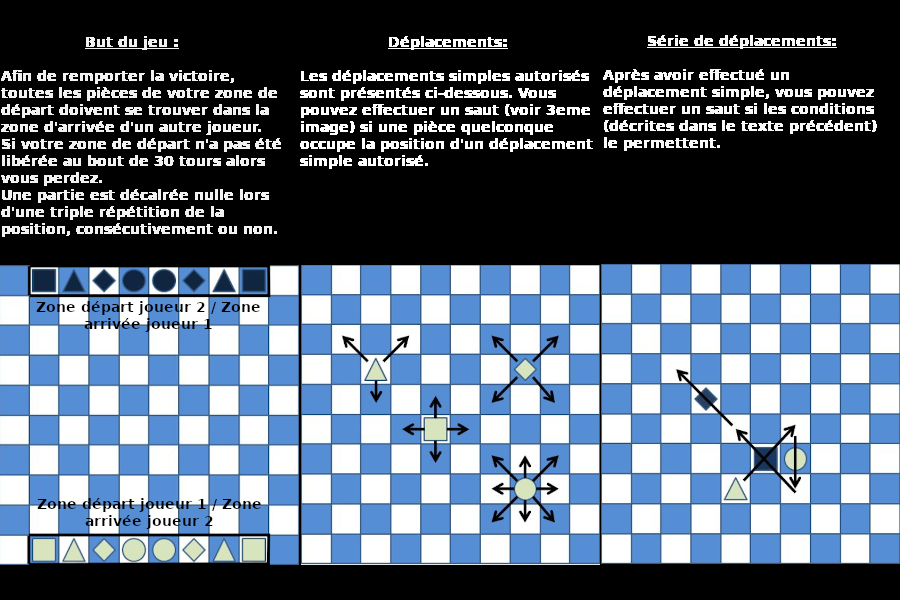 But du jeu :
Afin de remporter la victoire,
toutes les pièces de votre zone de
départ doivent se trouver dans la
zone d'arrivée d'un autre joueur.
Si votre zone de départ n'a pas été
libérée au bout de 30 tours alors
vous perdez.
Une partie est décalrée nulle lors
d'une triple répétition de la
position, consécutivement ou non.
Déplacements:
Les déplacements simples autorisés
sont présentés ci-dessous. Vous
pouvez effectuer un saut (voir 3eme
image) si une pièce quelconque
occupe la position d'un déplacement
simple autorisé.
Série de déplacements:
Après avoir effectué un
déplacement simple, vous pouvez
effectuer un saut si les conditions
(décrites dans le texte précédent)
le permettent.
Zone départ joueur 2 / Zone
arrivée joueur 1
Zone départ joueur 1 / Zone
arrivée joueur 2